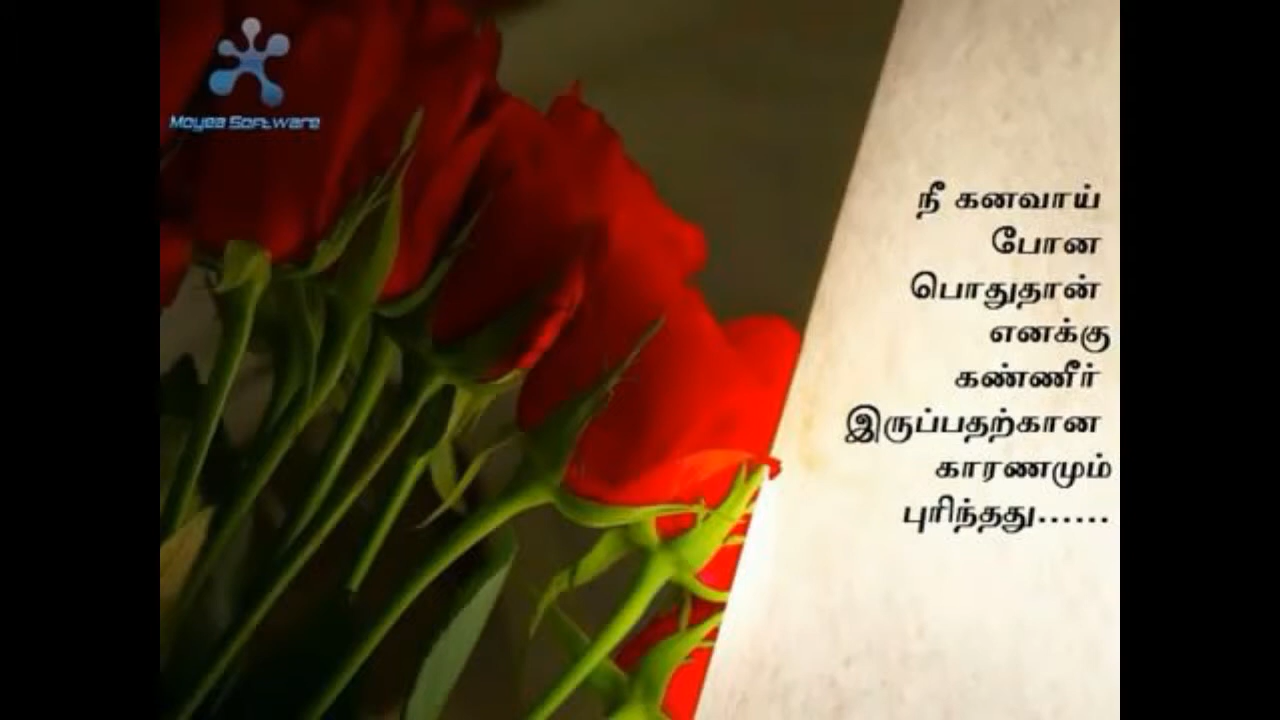 Moyea Software
நீ கனவாய்
போன
பொதுதான்
எனக்கு
கண்ணீர்
இருப்பதற்கான
காரணமும்
புரிந்தது......